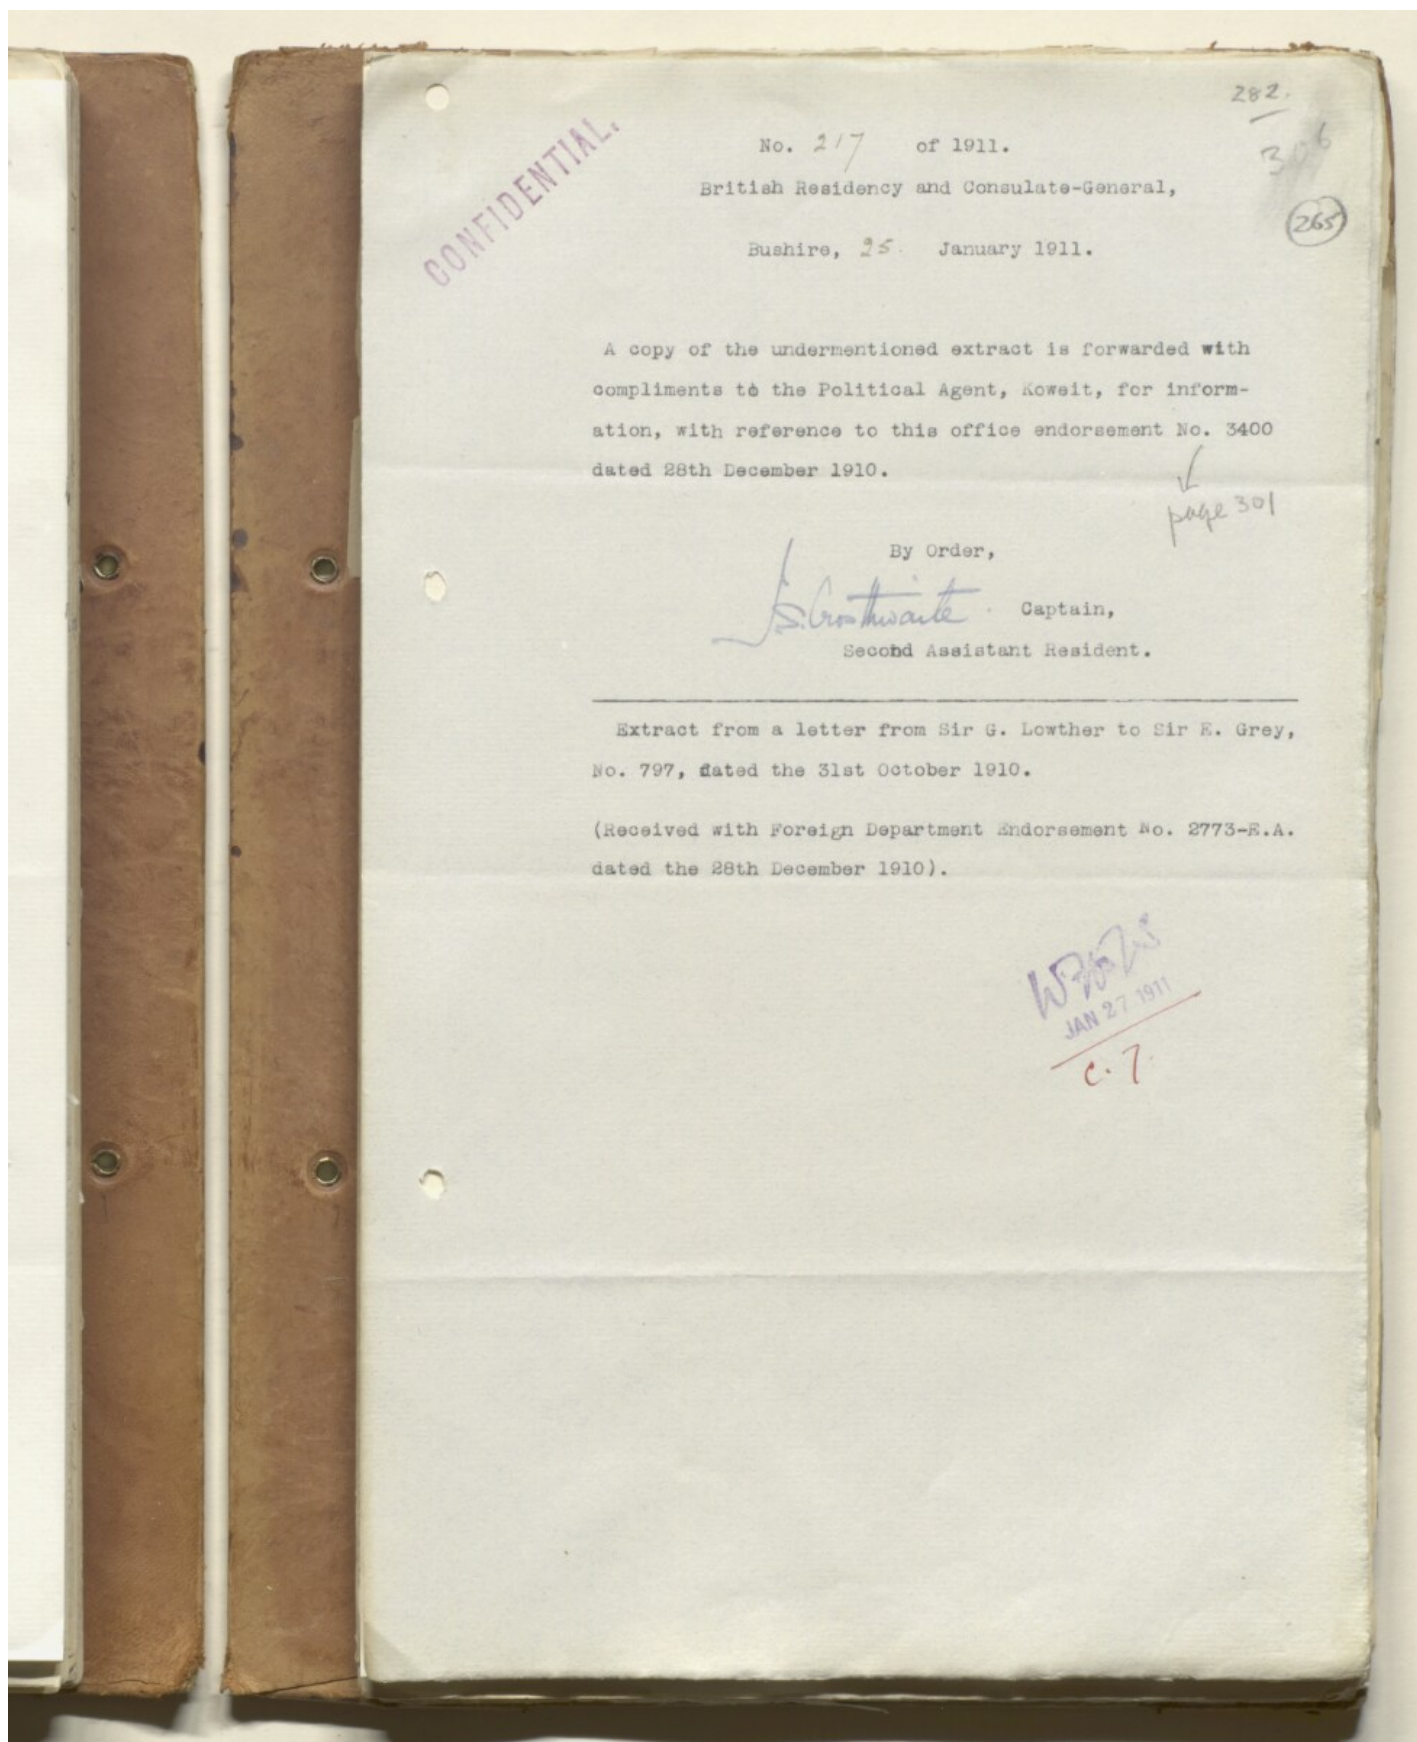 282.
306
265
CONFIDENTIAL.
No. 217 of 1911.
British Residency and Consulate-General,
Bushire, 25. January 1911.
A copy of the undermentioned extract is forwarded with
compliments to the Political Agent, Koweit, for inform-
ation, with reference to this office endorsement No. 3400
dated 28th December 1910.
page 301
By Order,
J.S. Crosthwaite. Captain,
Second Assistant Resident.
Extract from a letter from Sir G. Lowther to Sir E. Grey,
No. 797, dated the 31st October 1910.
(Received with Foreign Department Endorsement No. 2773-E.A.
dated the 28th December 1910).
JAN 27 1911
C. 7.